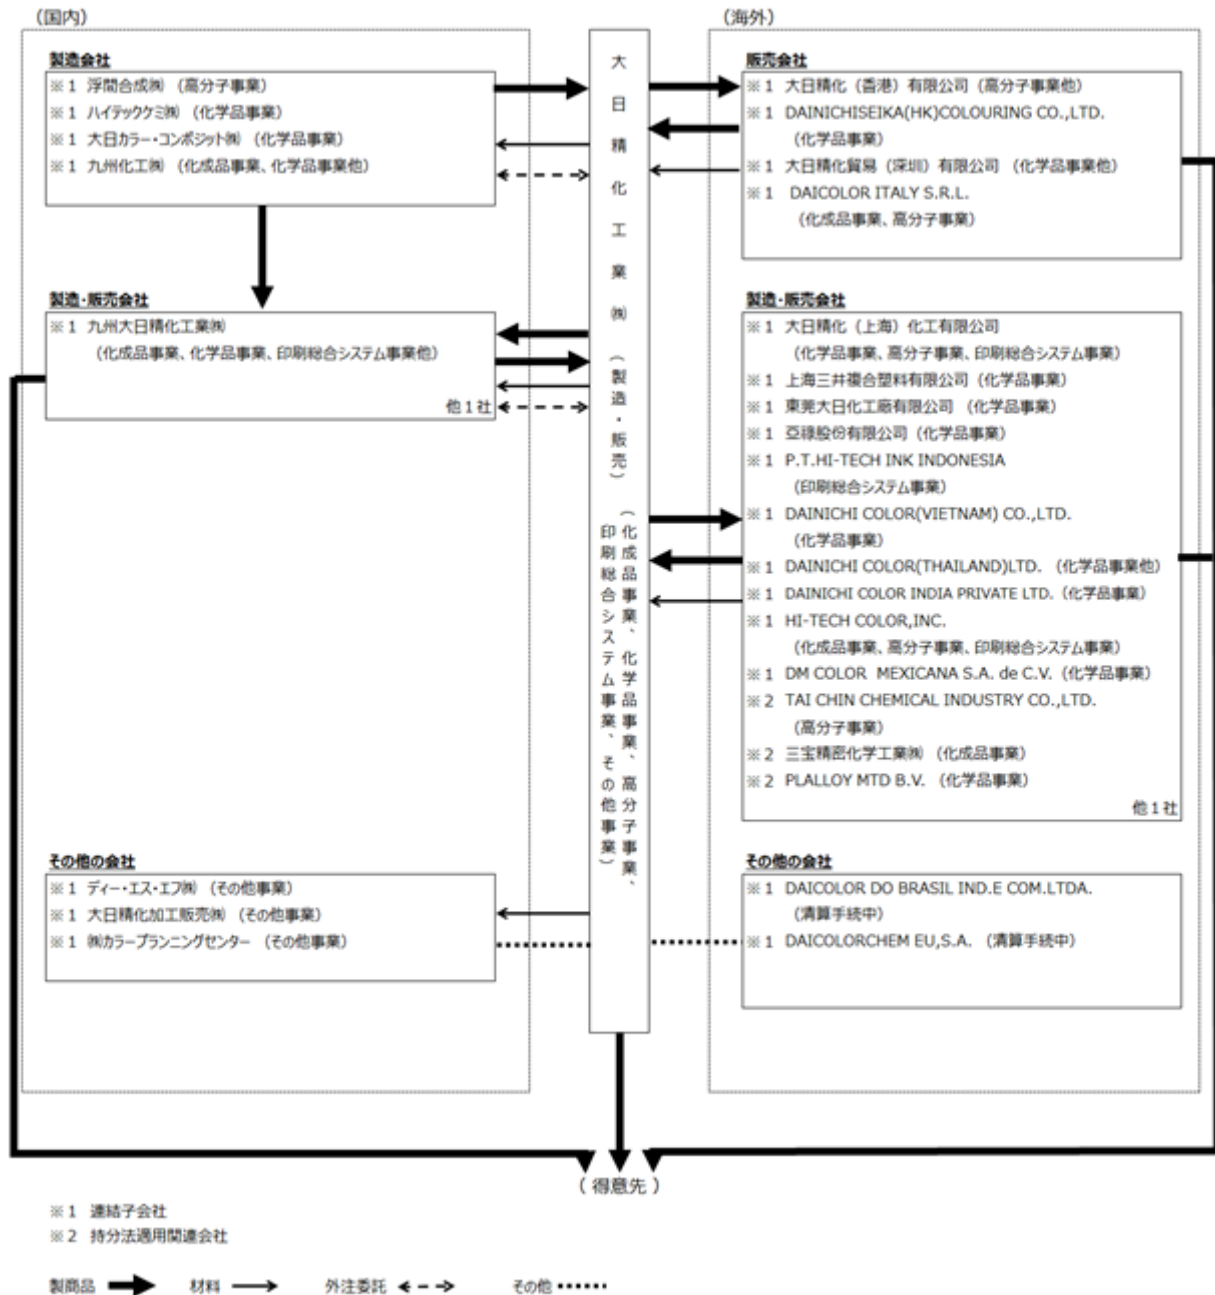 （国内）
製造会社
※１ 浮間合成㈱ （高分子事業）
※１ ハイテックケミ㈱ （化学品事業）
※１ 大日カラー・コンポジット㈱ （化学品事業）
※１ 九州化工㈱ （化成品事業、化学品事業他）
製造・販売会社
※１ 九州大日精化工業㈱
（化成品事業、化学品事業、印刷総合システム事業他）
他１社
その他の会社
※１ ディー・エス・エフ㈱ （その他事業）
※１ 大日精化加工販売㈱ （その他事業）
※１ ㈱カラープランニングセンター （その他事業）
大日精化工業㈱（製造・販売）
（化成品事業、化学品事業、高分子事業、
印刷総合システム事業、その他事業）
（海外）
販売会社
※１ 大日精化（香港）有限公司 （高分子事業他）
※１ DAINICHISEIKA(HK)COLOURING CO.,LTD.
（化学品事業）
※１ 大日精化貿易（深圳）有限公司 （化学品事業他）
※１ DAICOLOR ITALY S.R.L.
（化成品事業、高分子事業）
製造・販売会社
※１ 大日精化（上海）化工有限公司
（化学品事業、高分子事業、印刷総合システム事業）
※１ 上海三井複合塑料有限公司 （化学品事業）
※１ 東莞大日化工廠有限公司 （化学品事業）
※１ 亞祿股份有限公司 （化学品事業）
※１ P.T.HI-TECH INK INDONESIA
（印刷総合システム事業）
※１ DAINICHI COLOR(VIETNAM) CO.,LTD.
（化学品事業）
※１ DAINICHI COLOR(THAILAND)LTD. （化学品事業他）
※１ DAINICHI COLOR INDIA PRIVATE LTD. （化学品事業）
※１ HI-TECH COLOR,INC.
（化成品事業、高分子事業、印刷総合システム事業）
※１ DM COLOR MEXICANA S.A. de C.V. （化学品事業）
※２ TAI CHIN CHEMICAL INDUSTRY CO.,LTD.
（高分子事業）
※２ 三宝精密化学工業㈱ （化成品事業）
※２ PLALLOY MTD B.V. （化学品事業）
他１社
その他の会社
※１ DAICOLOR DO BRASIL IND.E COM.LTDA.
（清算手続中）
※１ DAICOLORCHEM EU,S.A. （清算手続中）
（ 得意先 ）
※１ 連結子会社
※２ 持分法適用関連会社
製商品 材料 外注委託 その他